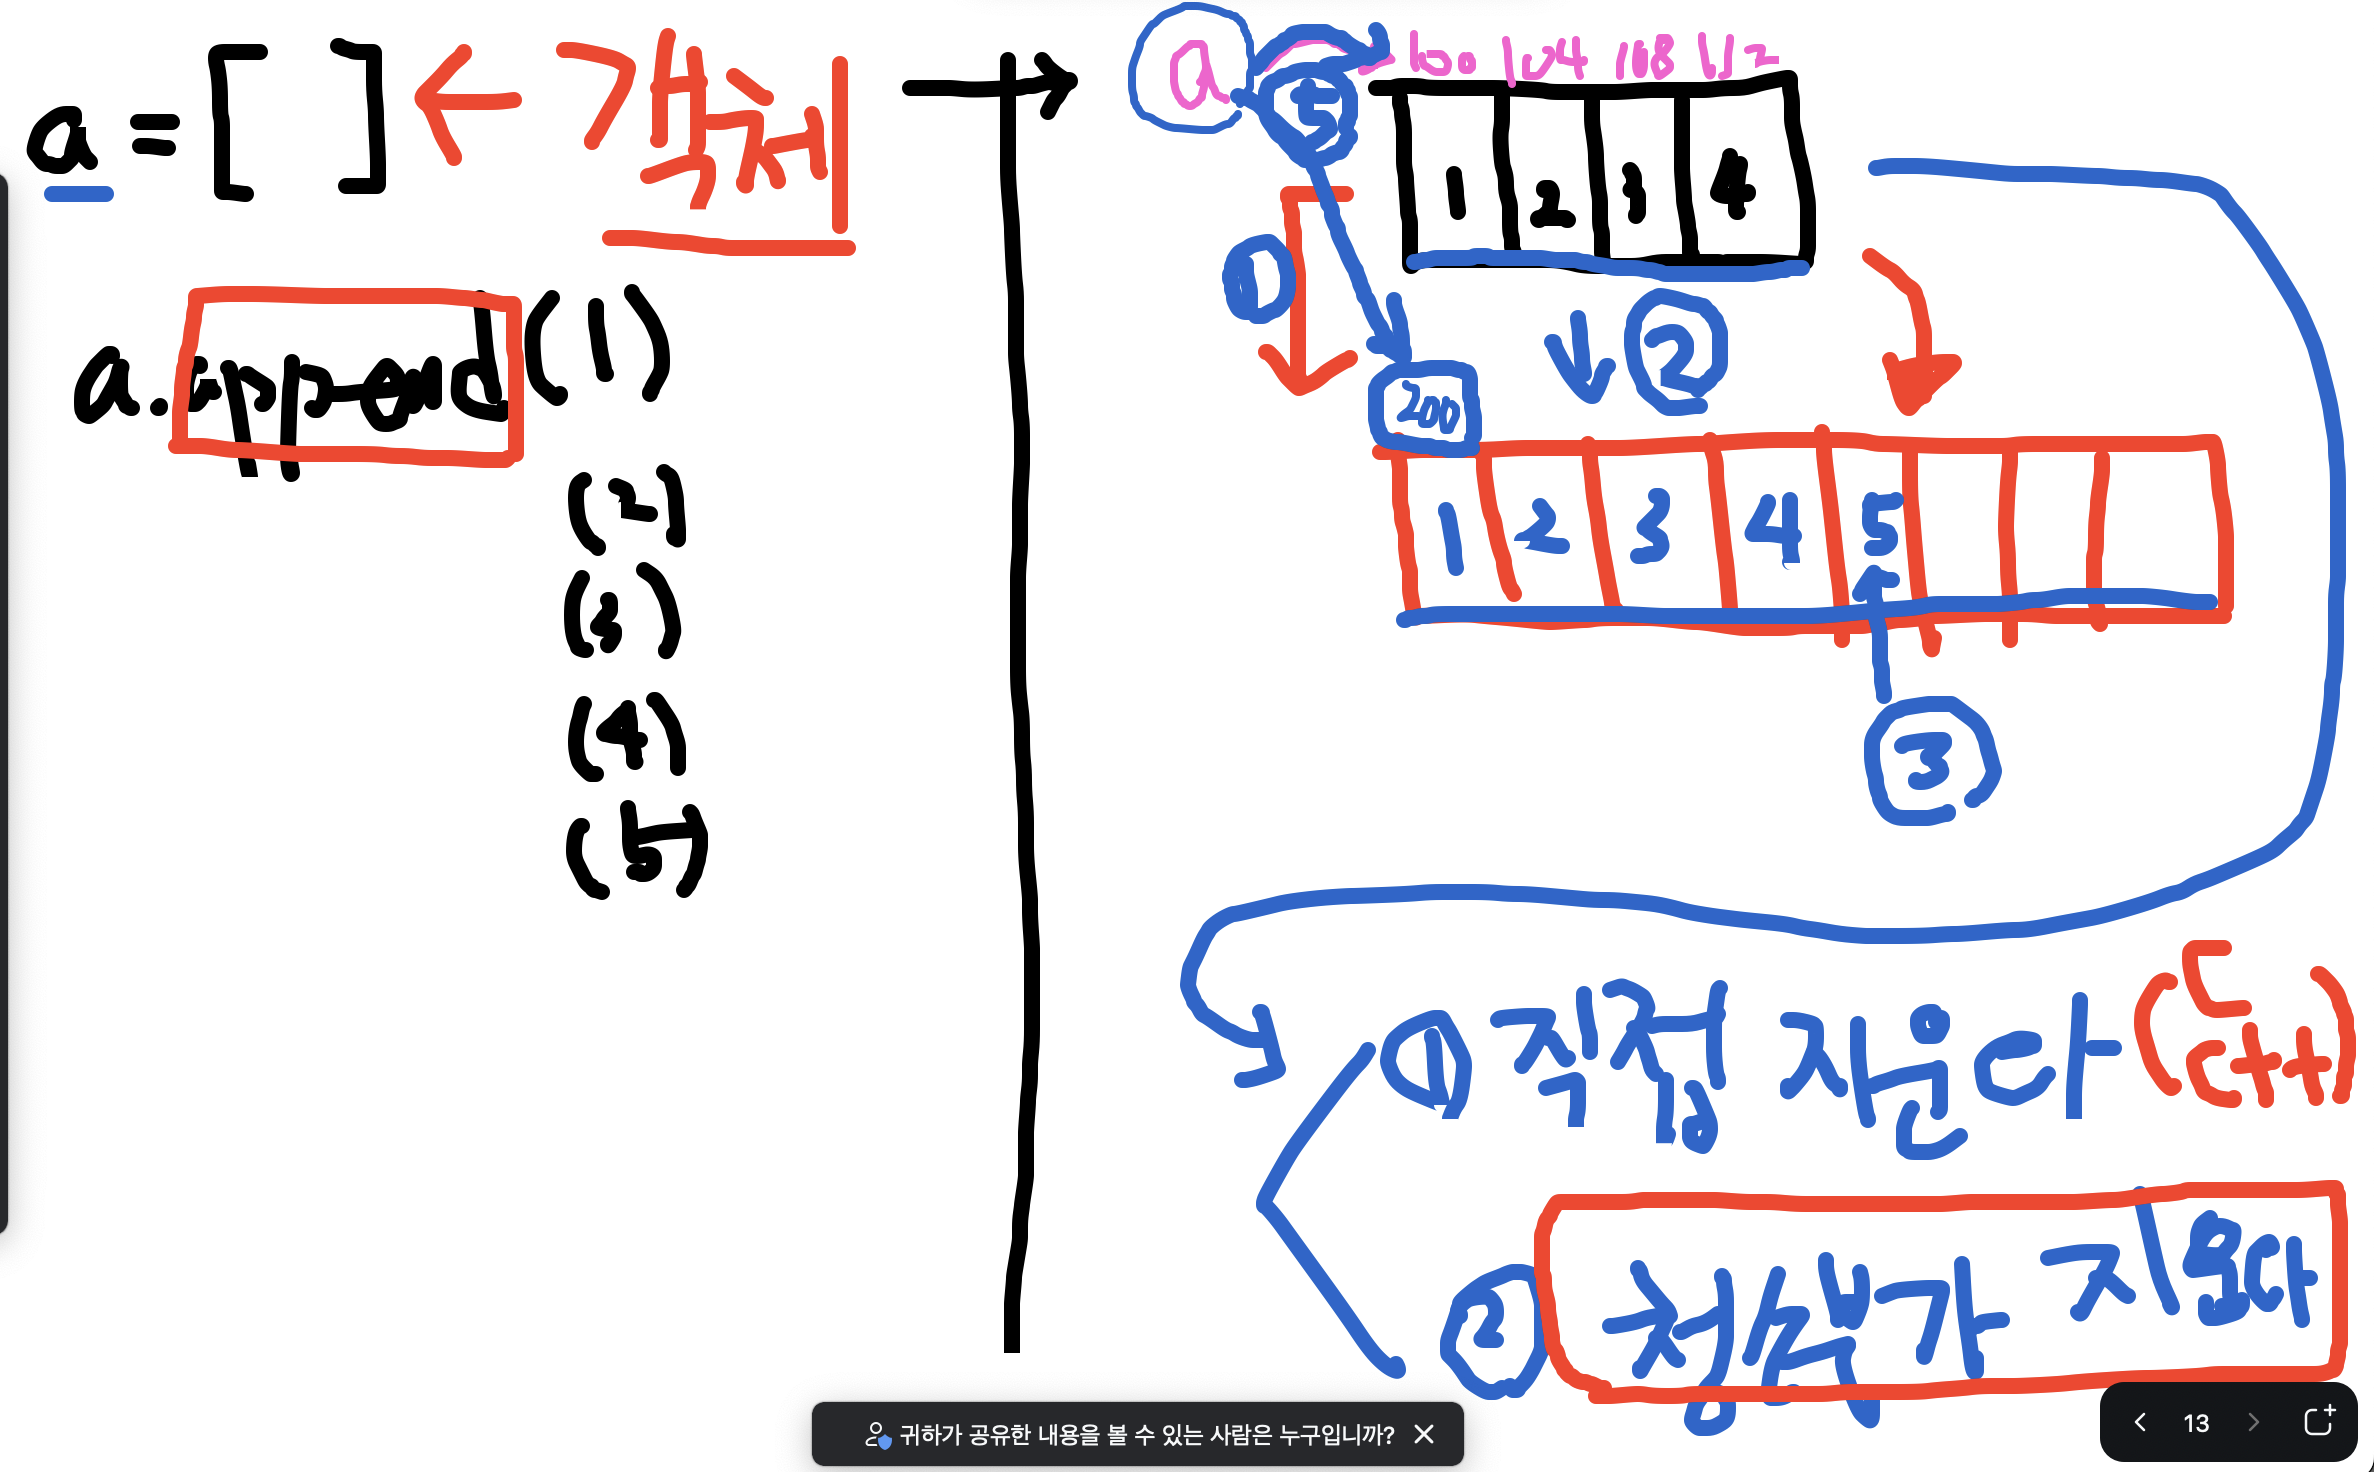 a = [ ] ← 객체
a.append(1)
(2)
(3)
(4)
(5)
a 100 104 108 112
⑤
1 2 3 4
①
②
200
1 2 3 4 5
③
① 직접 지운다 (C C++)
② 청소부가 지운다
귀하가 공유한 내용을 볼 수 있는 사람은 누구입니까?
13